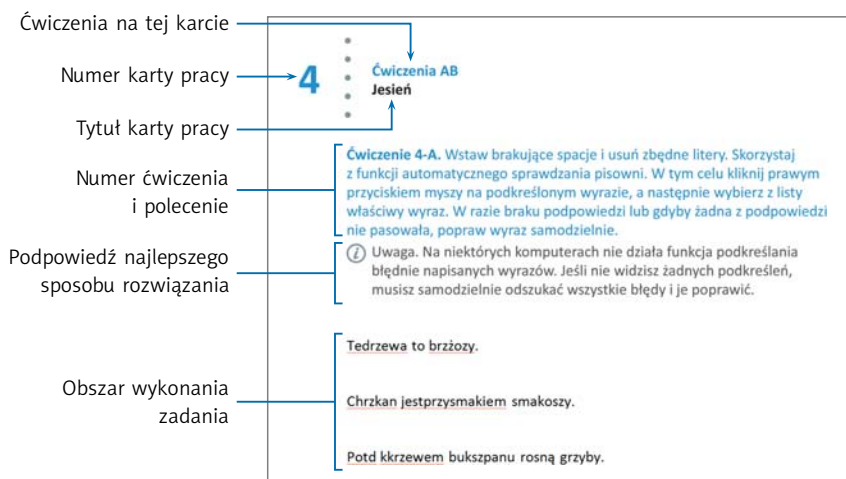 Ćwiczenia na tej karcie
Numer karty pracy
4
Ćwiczenia AB
Jesień
Tytuł karty pracy
Numer ćwiczenia
i polecenie
Ćwiczenie 4-A. Wstaw brakujące spacje i usuń zbędne litery. Skorzystaj
z funkcji automatycznego sprawdzania pisowni. W tym celu kliknij prawym
przyciskiem myszy na podkreślonym wyrazie, a następnie wybierz z listy
właściwy wyraz. W razie braku podpowiedzi lub gdyby żadna z podpowiedzi
nie pasowała, popraw wyraz samodzielnie.
Podpowiedź najlepszego
sposobu rozwiązania
i Uwaga. Na niektórych komputerach nie działa funkcja podkreślania
błędnie napisanych wyrazów. Jeśli nie widzisz żadnych podkreśleń,
musisz samodzielnie odszukać wszystkie błędy i je poprawić.
Obszar wykonania
zadania
Tedrzewa to brzżozy.
Chrzkan jestprzysmakiem smakoszy.
Potd kkrzewem bukszpanu rosną grzyby.